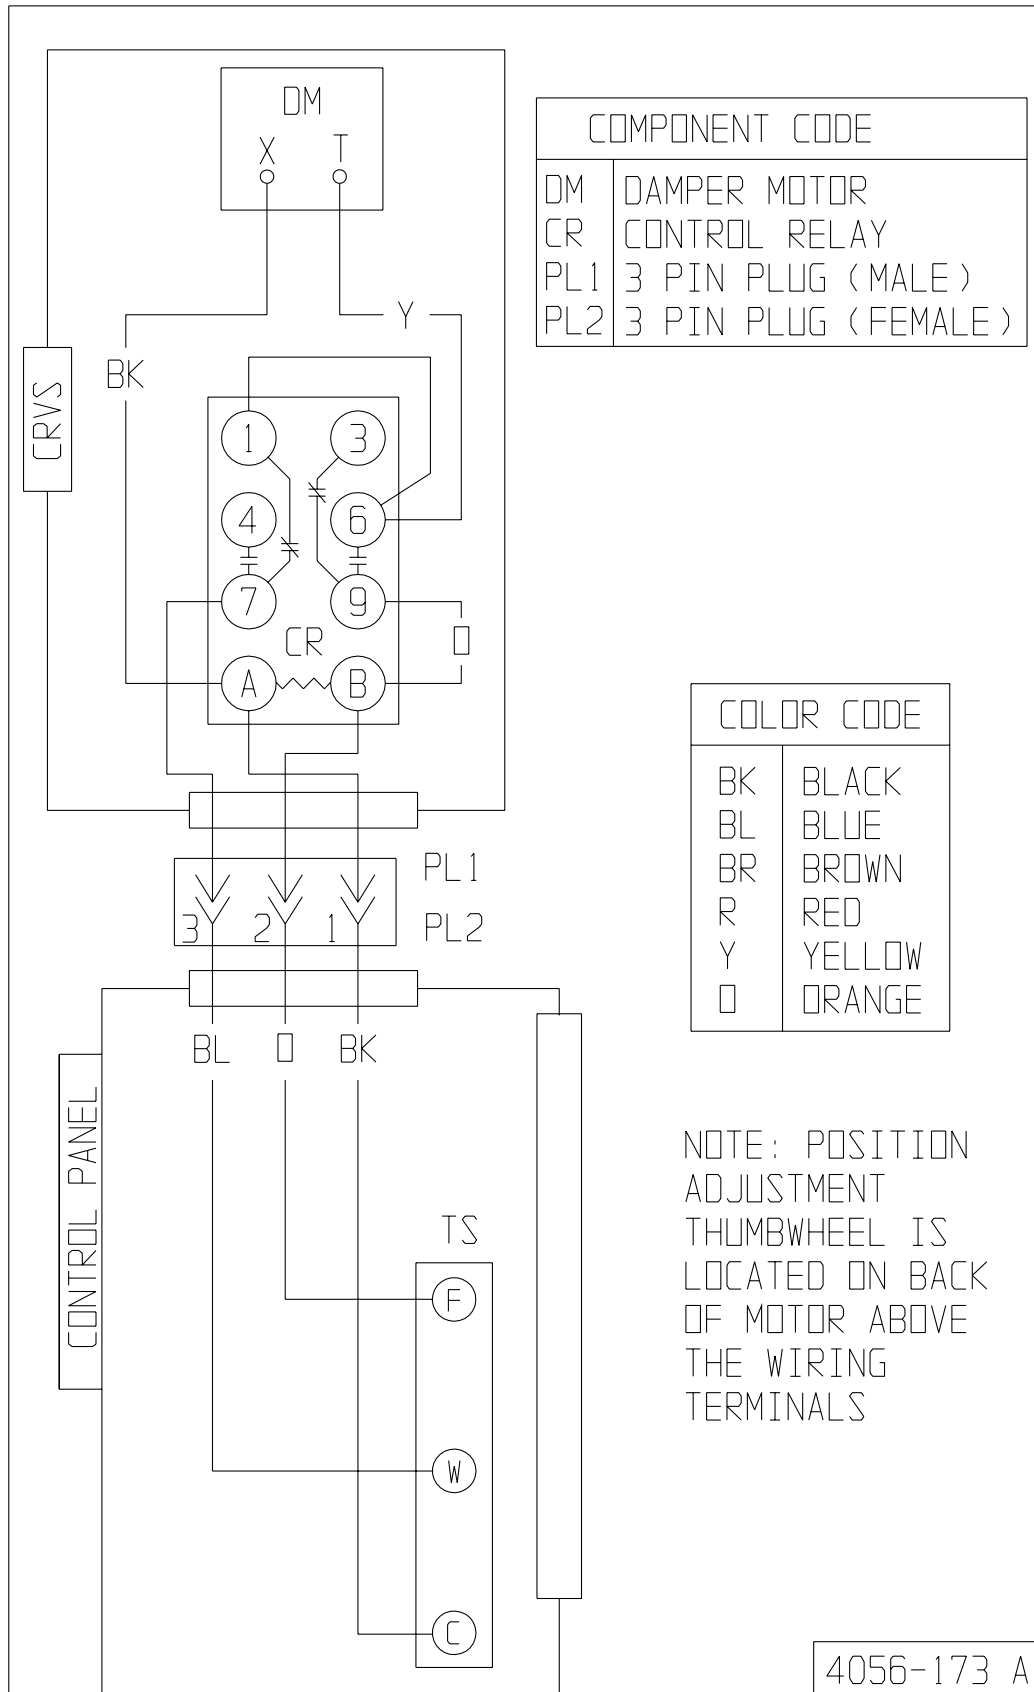 DM
X T
COMPONENT CODE
DM DAMPER MOTOR
CR CONTROL RELAY
PL1 3 PIN PLUG (MALE)
PL2 3 PIN PLUG (FEMALE)
Y
BK
CRVS
1 3
4 6
7 9
CR
O
A B
COLOR CODE
BK BLACK
BL BLUE
BR BROWN
R RED
Y YELLOW
O ORANGE
PL1
3 2 1 PL2
BL O BK
CONTROL PANEL
TS
F
W
C
NOTE: POSITION
ADJUSTMENT
THUMBWHEEL IS
LOCATED ON BACK
OF MOTOR ABOVE
THE WIRING
TERMINALS
4056-173 A